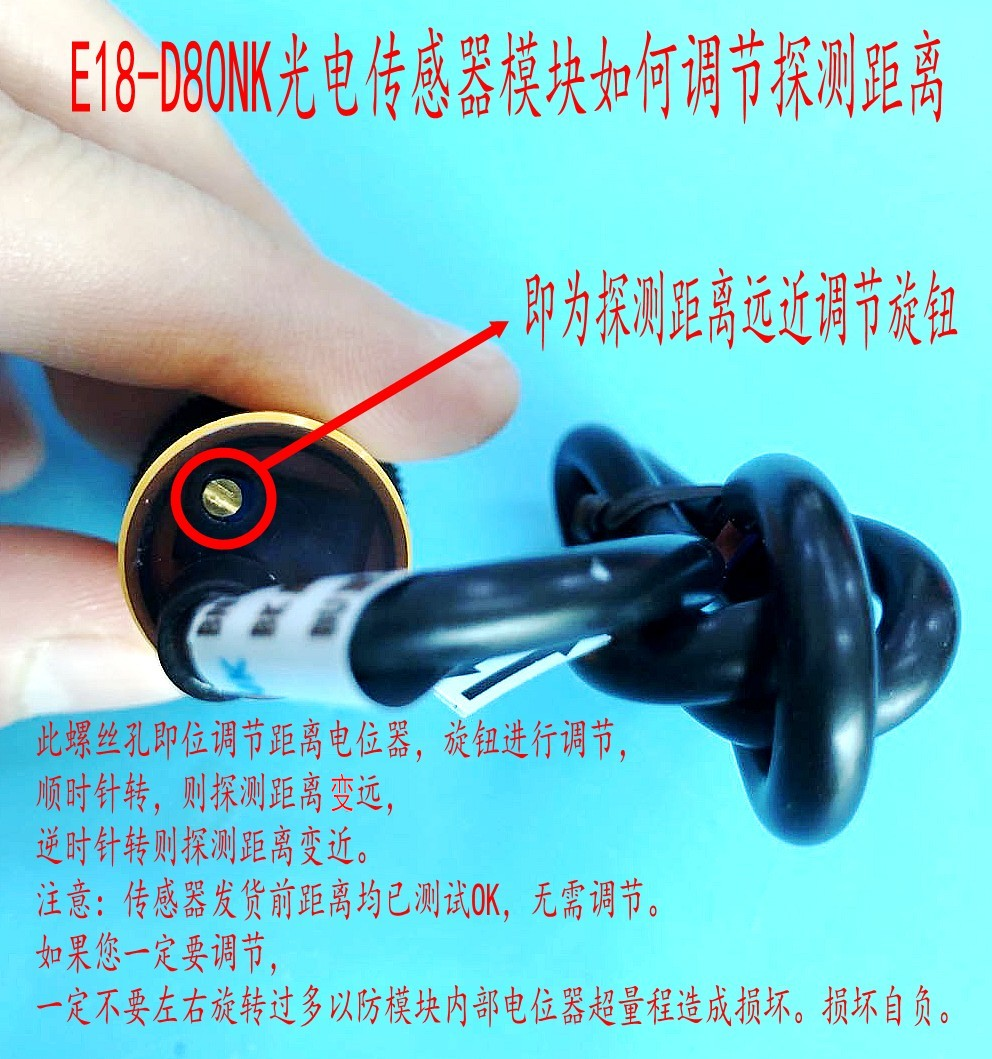 E18-D80NK光电传感器模块如何调节探测距离
即为探测距离远近调节旋钮
此螺丝孔即位调节距离电位器，旋钮进行调节，
顺时针转，则探测距离变远，
逆时针转则探测距离变近。
注意：传感器发货前距离均已测试OK，无需调节。
如果您一定要调节，
一定不要左右旋转过多以防模块内部电位器超量程造成损坏。损坏自负。